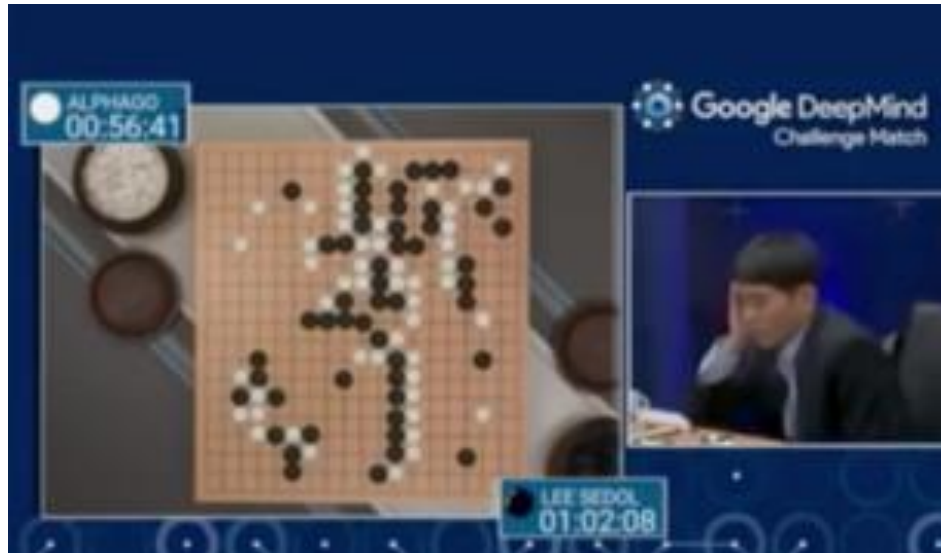 ALPHAGO
00:56:41
Google DeepMind
Challenge Match
LEE SEDOL
01:02:08